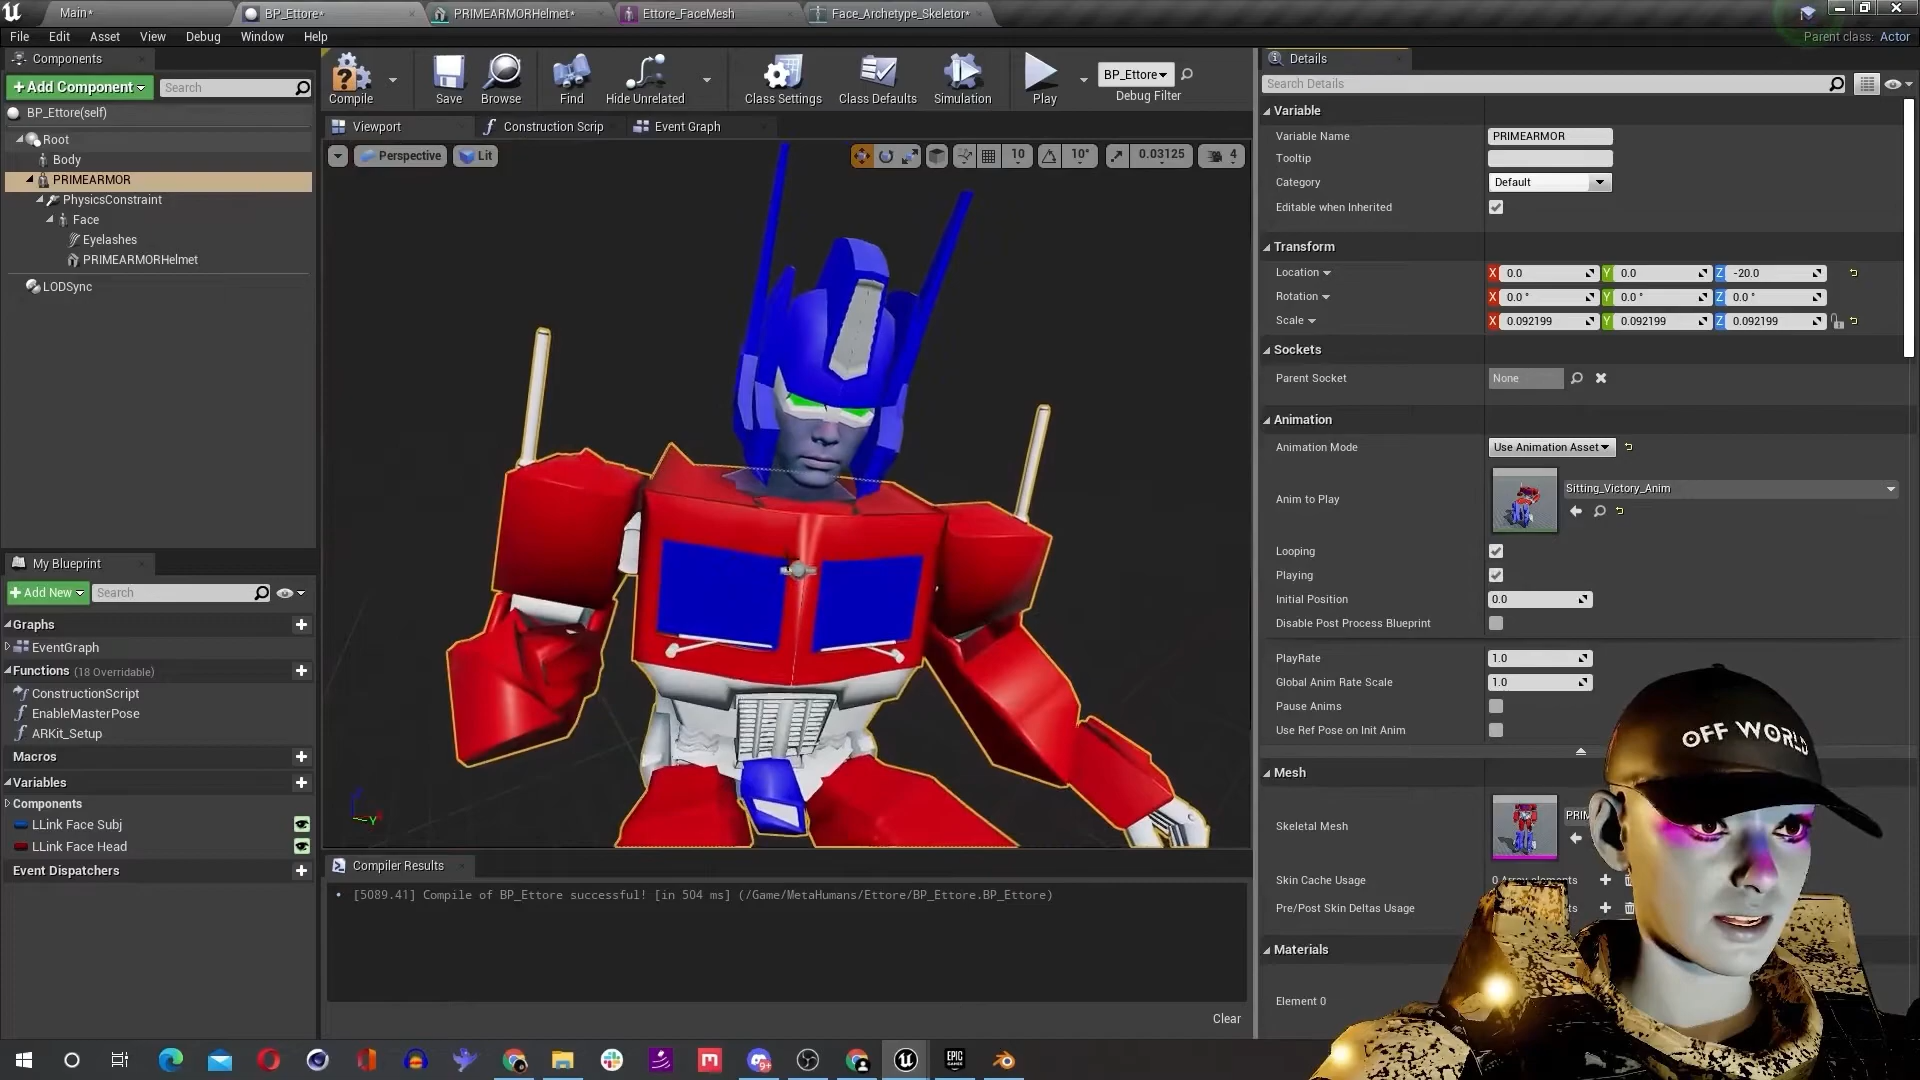 Main*
BP_Ettore*
PRIMEARMORHelmet*
Ettore_FaceMesh
Face_Archetype_Skeletor*
File Edit Asset View Debug Window Help
Parent class: Actor
Components
+Add Component
Search
BP_Ettore(self)
Root
Body
PRIMEARMOR
PhysicsConstraint
Face
Eyelashes
PRIMEARMORHelmet
LODSync
My Blueprint
+Add New
Search
Graphs
EventGraph
Functions (18 Overridable)
ConstructionScript
EnableMasterPose
ARKit_Setup
Macros
Variables
Components
LLink Face Subj
LLink Face Head
Event Dispatchers
Compile
Save
Browse
Find
Hide Unrelated
Class Settings
Class Defaults
Simulation
Play
BP_Ettore
Debug Filter
Viewport
Construction Scrip
Event Graph
Perspective
Lit
10
10°
0.03125
4
Y
Compiler Results
• [5089.41] Compile of BP_Ettore successful! [in 504 ms] (/Game/MetaHumans/Ettore/BP_Ettore.BP_Ettore)
Clear
Details
Search Details
Variable
Variable Name PRIMEARMOR
Tooltip
Category Default
Editable when Inherited
Transform
Location X 0.0 Y 0.0 Z -20.0
Rotation X 0.0 ° Y 0.0 ° Z 0.0 °
Scale X 0.092199 Y 0.092199 Z 0.092199
Sockets
Parent Socket None
Animation
Animation Mode Use Animation Asset
Anim to Play Sitting_Victory_Anim
Looping
Playing
Initial Position 0.0
Disable Post Process Blueprint
PlayRate 1.0
Global Anim Rate Scale 1.0
Pause Anims
Use Ref Pose on Init Anim
Mesh
Skeletal Mesh PRIM
Skin Cache Usage 0 Array elements
Pre/Post Skin Deltas Usage
Materials
Element 0
OFF WORLD
9+
EPIC GAMES